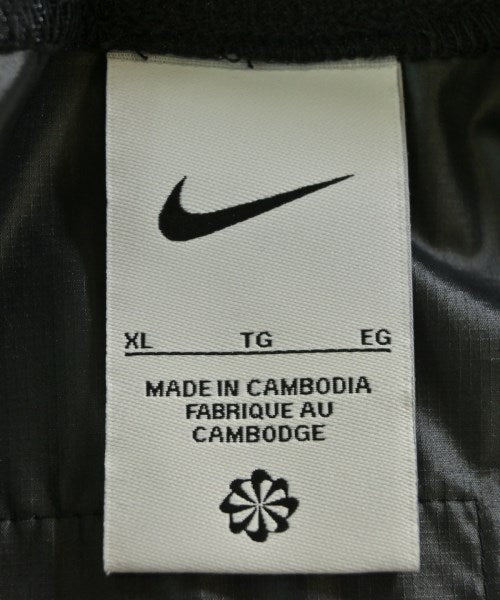 XL TG EG
MADE IN CAMBODIA
FABRIQUE AU
CAMBODGE